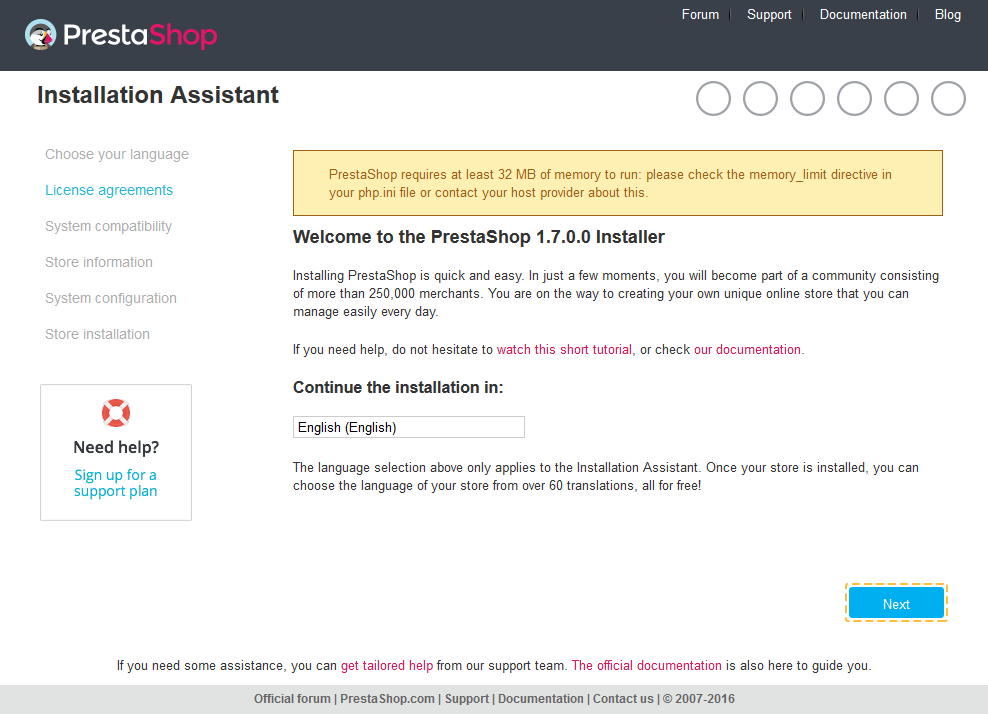 PrestaShop
Forum
Support
Documentation
Blog
Installation Assistant
Choose your language
License agreements
System compatibility
Store information
System configuration
Store installation
Need help?
Sign up for a
support plan
PrestaShop requires at least 32 MB of memory to run: please check the memory_limit directive in
your php.ini file or contact your host provider about this.
Welcome to the PrestaShop 1.7.0.0 Installer
Installing PrestaShop is quick and easy. In just a few moments, you will become part of a community consisting
of more than 250,000 merchants. You are on the way to creating your own unique online store that you can
manage easily every day.
If you need help, do not hesitate to watch this short tutorial, or check our documentation.
Continue the installation in:
English (English)
The language selection above only applies to the Installation Assistant. Once your store is installed, you can
choose the language of your store from over 60 translations, all for free!
Next
If you need some assistance, you can get tailored help from our support team. The official documentation is also here to guide you.
Official forum | PrestaShop.com | Support | Documentation | Contact us | © 2007-2016